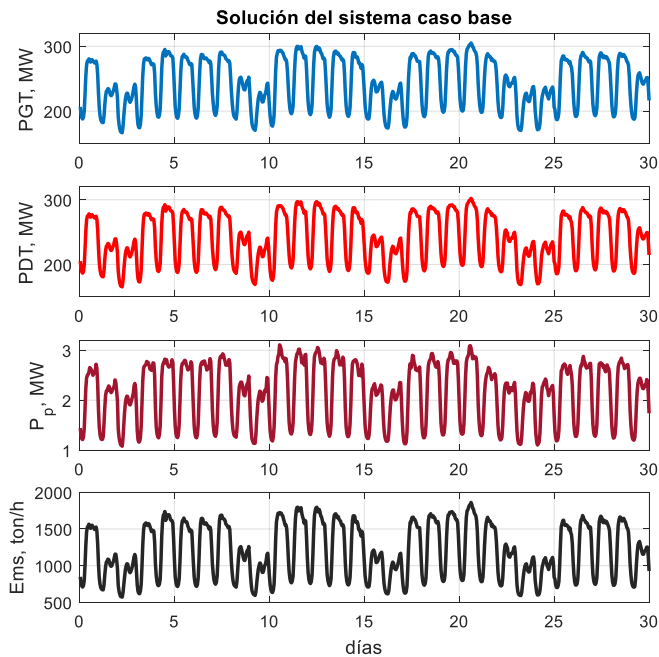 Solución del sistema caso base
PGT, MW
300
200
0 5 10 15 20 25 30
PDT, MW
300
200
0 5 10 15 20 25 30
Pp, MW
3
2
1
0 5 10 15 20 25 30
Ems, ton/h
2000
1500
1000
500
0 5 10 15 20 25 30
días